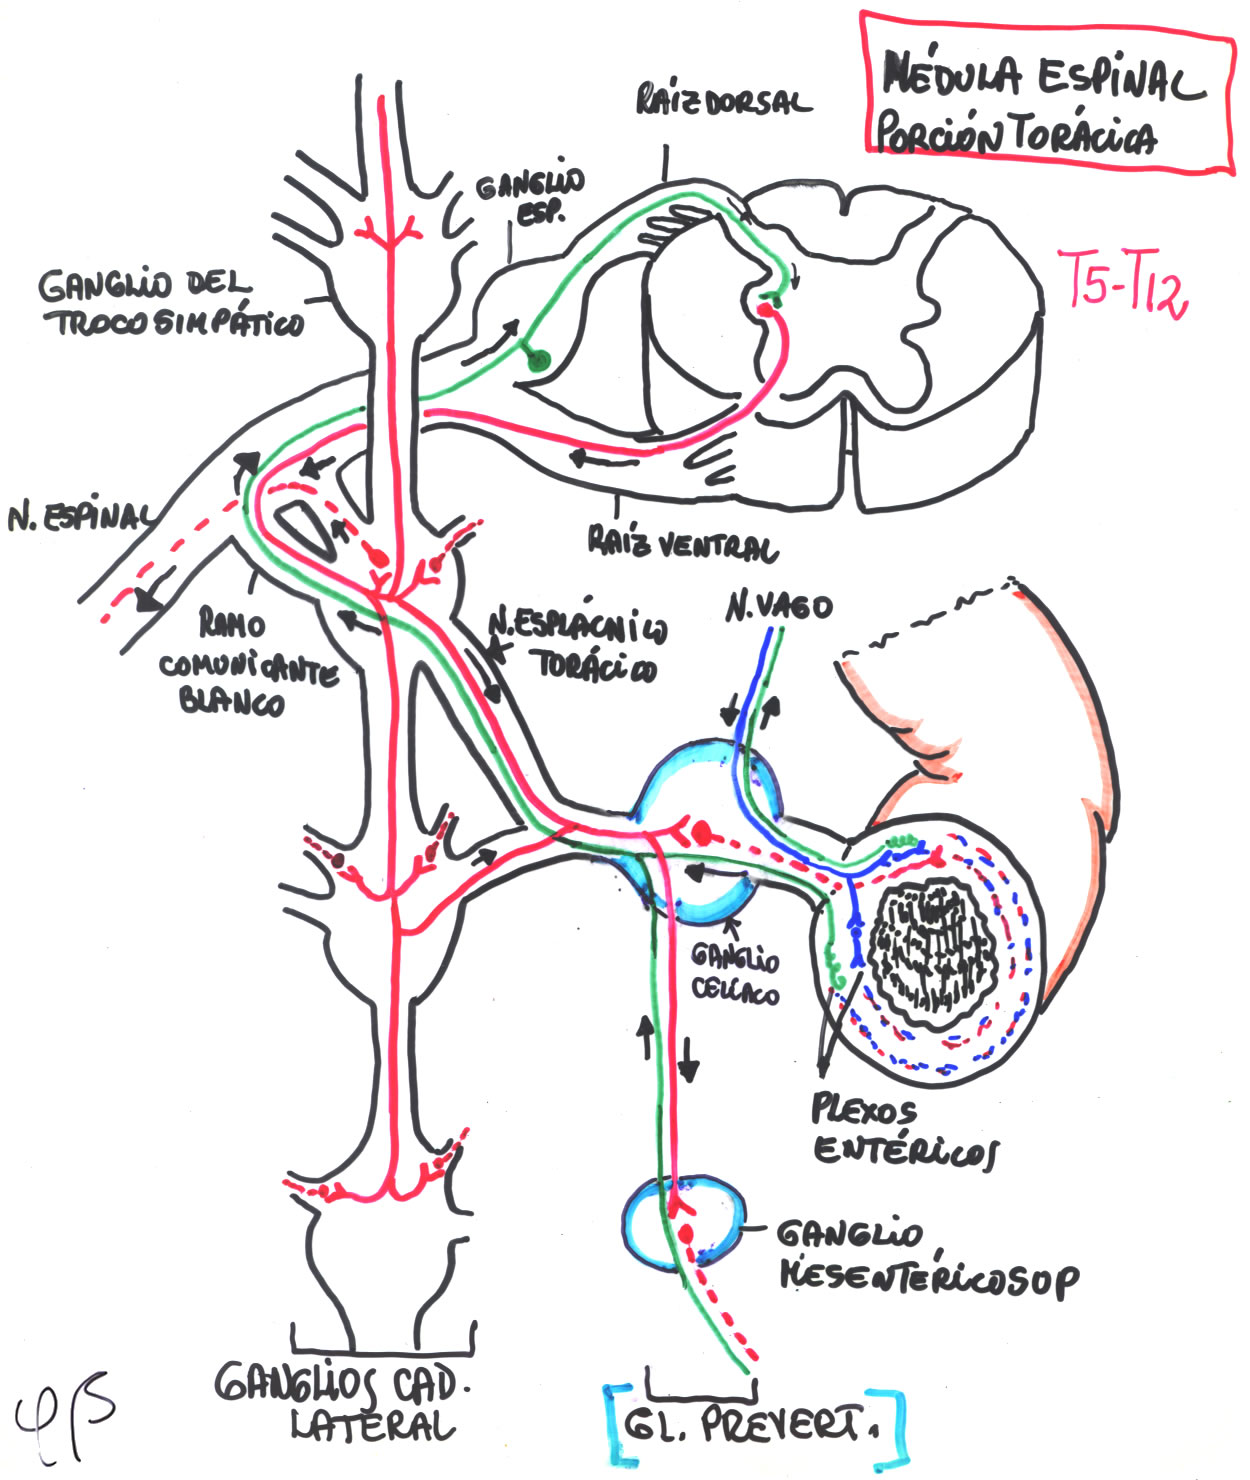 MÉDULA ESPINAL
PORCIÓN TORÁCICA
RAÍZ DORSAL
GANGLIO
ESP.
T5-T12
GANGLIO DEL
TROCO SIMPÁTICO
N. ESPINAL
RAÍZ VENTRAL
RAMO
COMUNICANTE
BLANCO
N. ESPLÁCNICO
TORÁCICO
N. VAGO
GANGLIO
CELÍACO
PLEXOS
ENTÉRICOS
GANGLIO
MESENTÉRICO SUP
GANGLIOS CAD.
LATERAL
GL. PREVERT.